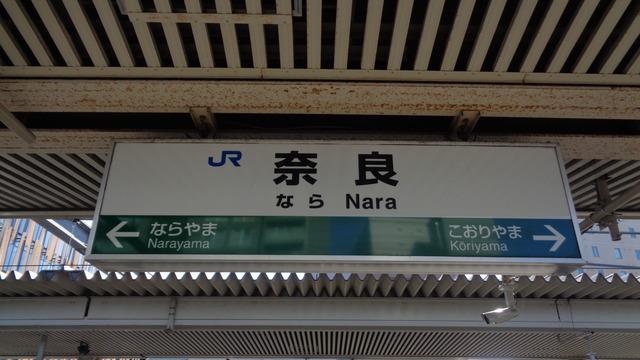 JR 奈良
なら Nara
← ならやま こおりやま →
Narayama Kōriyama